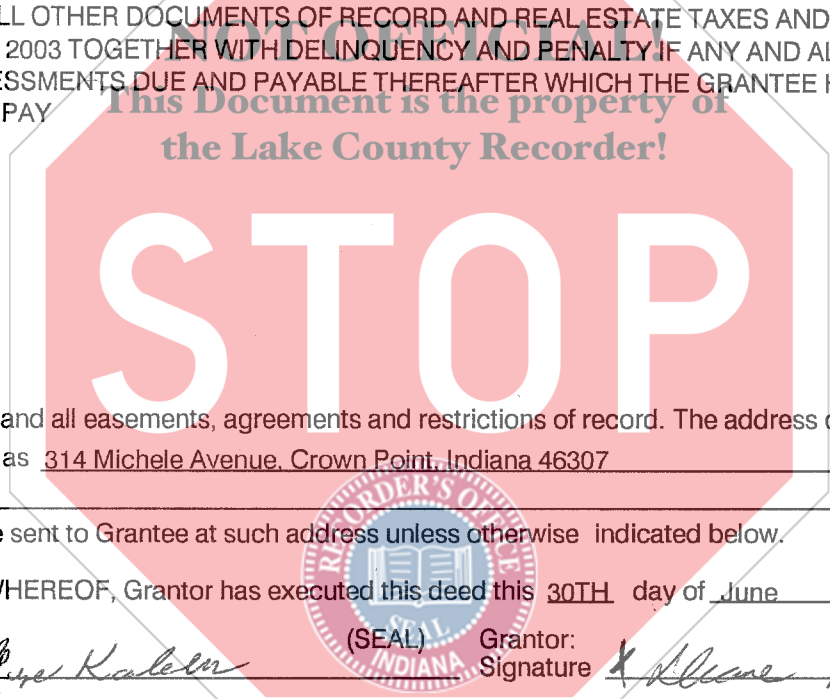 LL OTHER DOCUMENTS OF RECORD AND REAL ESTATE TAXES AND
2003 TOGETHER WITH DELINQUENCY AND PENALTY IF ANY AND AL
ESSMENTS DUE AND PAYABLE THEREAFTER WHICH THE GRANTEE H
PAY
NOT OFFICIAL!
This Document is the property of
the Lake County Recorder!
STOP
and all easements, agreements and restrictions of record. The address o
as 314 Michele Avenue, Crown Point, Indiana 46307
e sent to Grantee at such address unless otherwise indicated below.
WHEREOF, Grantor has executed this deed this 30TH day of June
(SEAL) Grantor:
Signature
RECORDER'S OFFICE
SEAL
INDIANA